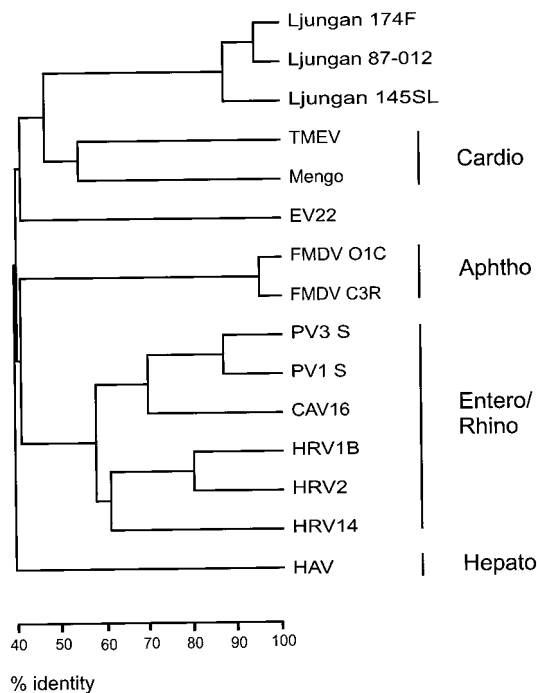 Ljungan 174F
Ljungan 87-012
Ljungan 145SL
TMEV
Mengo
Cardio
EV22
FMDV O1C
FMDV C3R
Aphtho
PV3 S
PV1 S
CAV16
HRV1B
HRV2
HRV14
Entero/
Rhino
HAV
Hepato
40 50 60 70 80 90 100
% identity